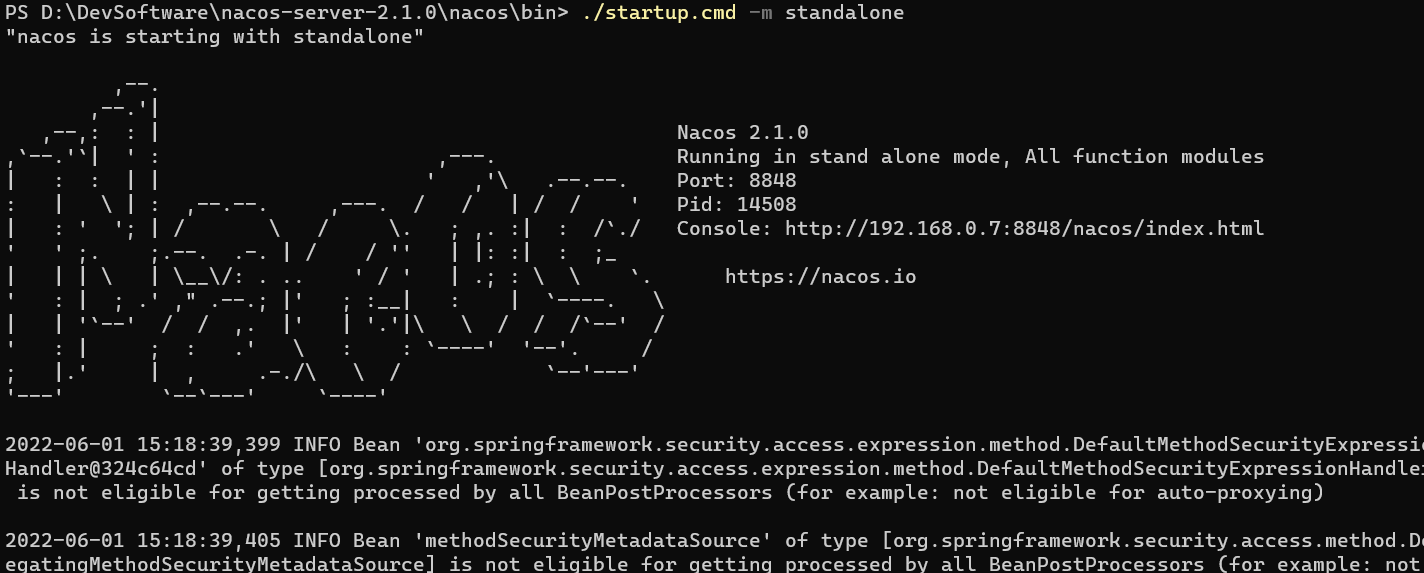 PS D:\DevSoftware\nacos-server-2.1.0\nacos\bin> ./startup.cmd -m standalone
"nacos is starting with standalone"
         ,--.
       ,--.'|
   ,--,:  : |                                           Nacos 2.1.0
,`--.'`|  ' :                       ,---.               Running in stand alone mode, All function modules
|   :  :  | |                      '   ,'\   .--.--.    Port: 8848
:   |   \ | :  ,--.--.     ,---.  /   /   | /  /    '   Pid: 14508
|   : '  '; | /       \   /     \.   ; ,. :|  :  /`./   Console: http://192.168.0.7:8848/nacos/index.html
'   ' ;.    ;.--.  .-. | /    / ''   | |: :|  :  ;_
|   | | \   | \__\/: . ..    ' / '   | .; : \  \    `.      https://nacos.io
'   : |  ; .' ," .--.; |'   ; :__|   :    |  `----.   \
|   | '`--'  /  /  ,.  |'   | '.'|\   \  /  /  /`--'  /
'   : |     ;  :   .'   \   :    : `----'  '--'.     /
;   |.'     |  ,     .-./\   \  /            `--'---'
'---'        `--`---'     `----'
2022-06-01 15:18:39,399 INFO Bean 'org.springframework.security.access.expression.method.DefaultMethodSecurityExpressio
Handler@324c64cd' of type [org.springframework.security.access.expression.method.DefaultMethodSecurityExpressionHandler
is not eligible for getting processed by all BeanPostProcessors (for example: not eligible for auto-proxying)
2022-06-01 15:18:39,405 INFO Bean 'methodSecurityMetadataSource' of type [org.springframework.security.access.method.De
egatingMethodSecurityMetadataSource] is not eligible for getting processed by all BeanPostProcessors (for example: not